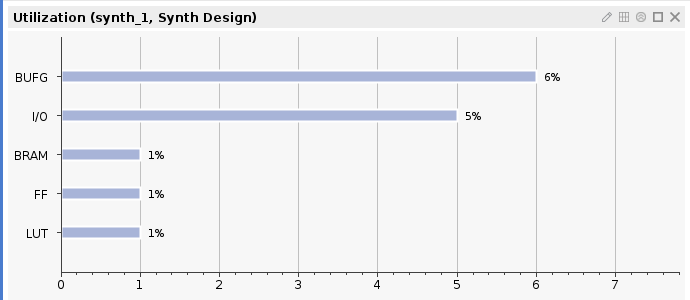 Utilization (synth_1, Synth Design)
BUFG 6%
I/O 5%
BRAM 1%
FF 1%
LUT 1%
0 1 2 3 4 5 6 7